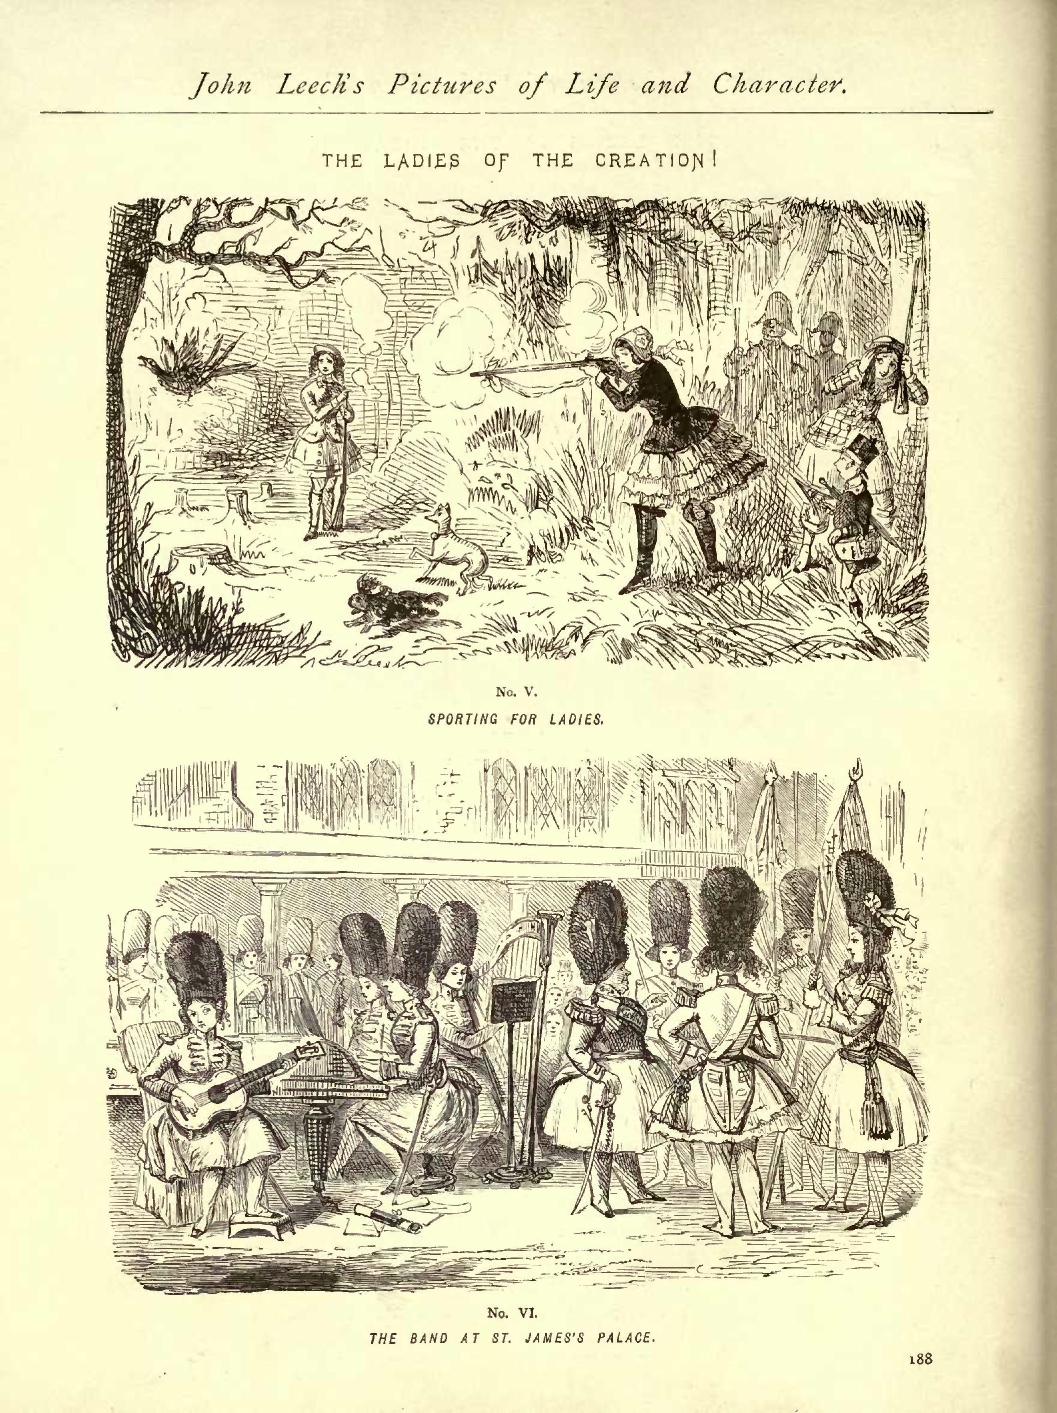 John Leech's Pictures of Life and Character.
THE LADIES OF THE CREATION!
J. Leech
No. V.
SPORTING FOR LADIES.
No. VI.
THE BAND AT ST. JAMES'S PALACE.
188